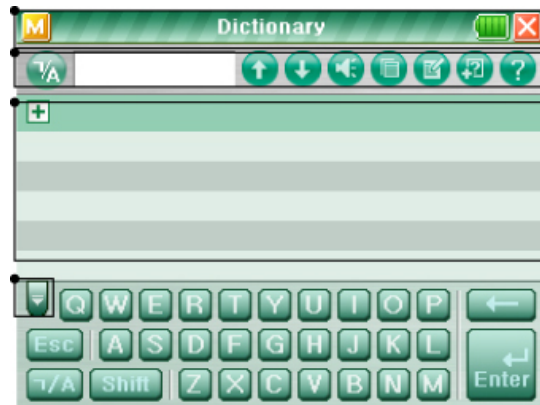 M Dictionary
ㄱ/A ?
Q W E R T Y U I O P
Esc A S D F G H J K L
ㄱ/A Shift Z X C V B N M Enter